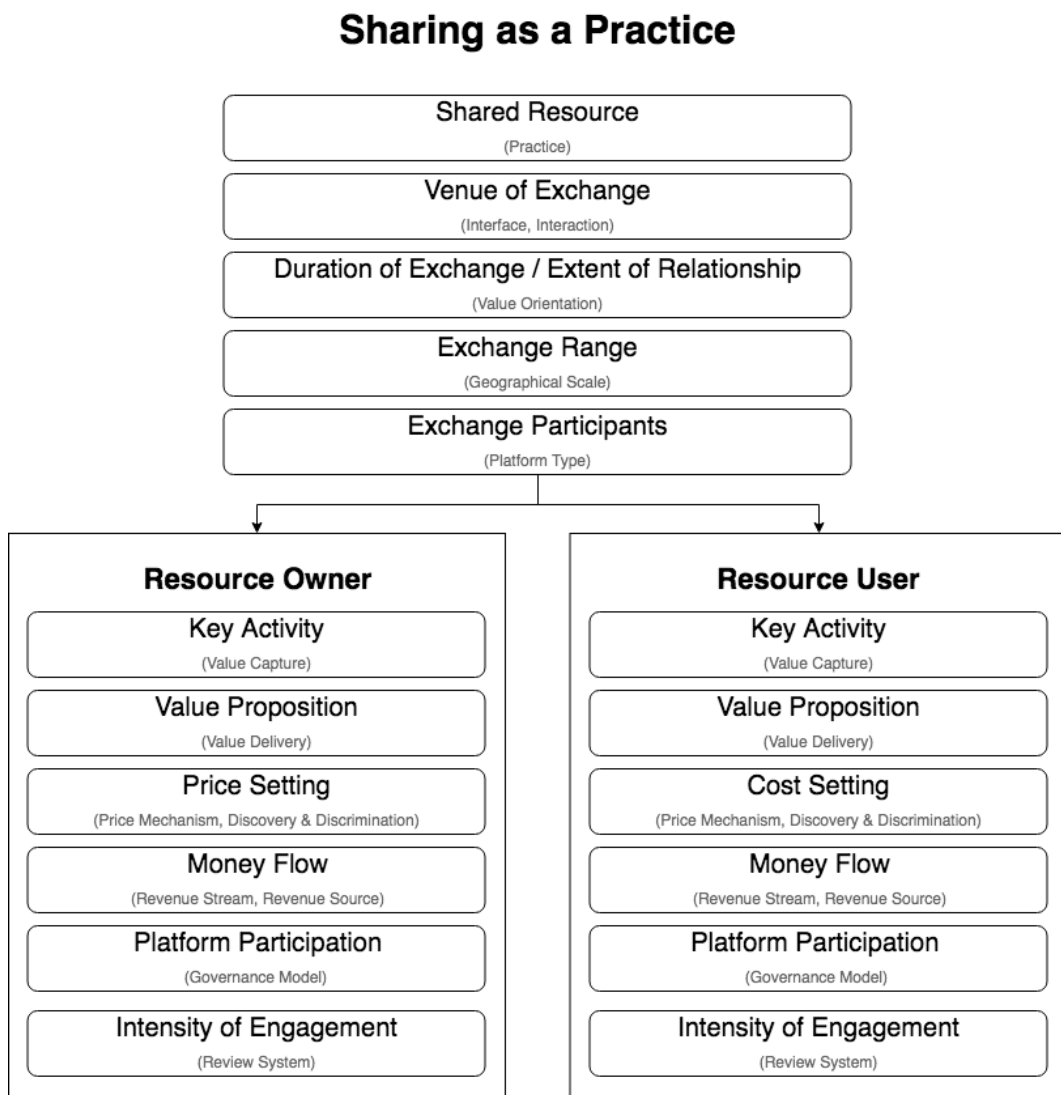 Sharing as a Practice
Shared Resource
(Practice)
Venue of Exchange
(Interface, Interaction)
Duration of Exchange / Extent of Relationship
(Value Orientation)
Exchange Range
(Geographical Scale)
Exchange Participants
(Platform Type)
Resource Owner
Key Activity
(Value Capture)
Value Proposition
(Value Delivery)
Price Setting
(Price Mechanism, Discovery & Discrimination)
Money Flow
(Revenue Stream, Revenue Source)
Platform Participation
(Governance Model)
Intensity of Engagement
(Review System)
Resource User
Key Activity
(Value Capture)
Value Proposition
(Value Delivery)
Cost Setting
(Price Mechanism, Discovery & Discrimination)
Money Flow
(Revenue Stream, Revenue Source)
Platform Participation
(Governance Model)
Intensity of Engagement
(Review System)